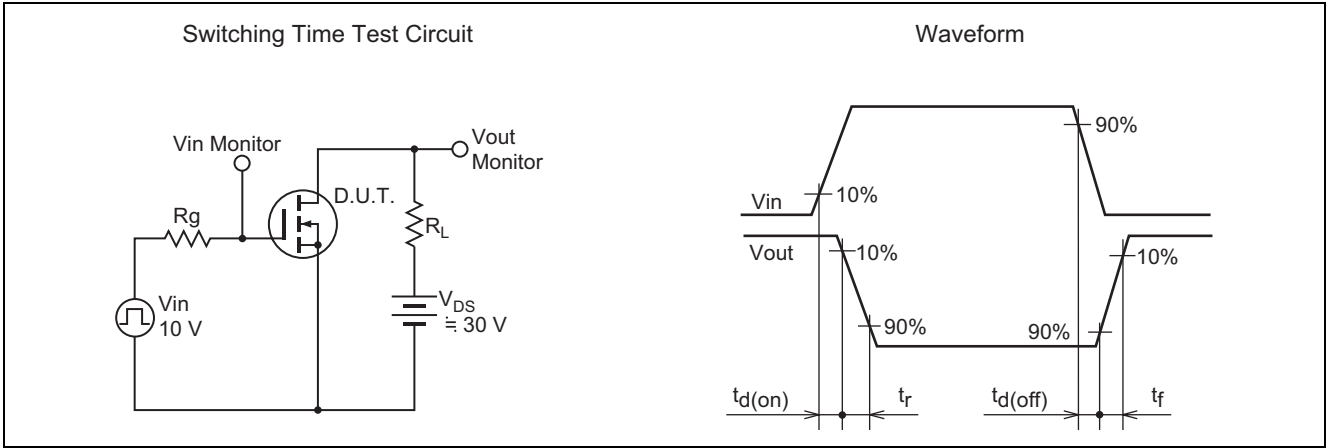 Switching Time Test Circuit
Vin Monitor
Vout
Monitor
D.U.T.
Rg
RL
Vin
10 V
VDS
≒ 30 V
Waveform
90%
10%
Vin
Vout
10%
10%
90%
90%
td(on)
tr
td(off)
tf